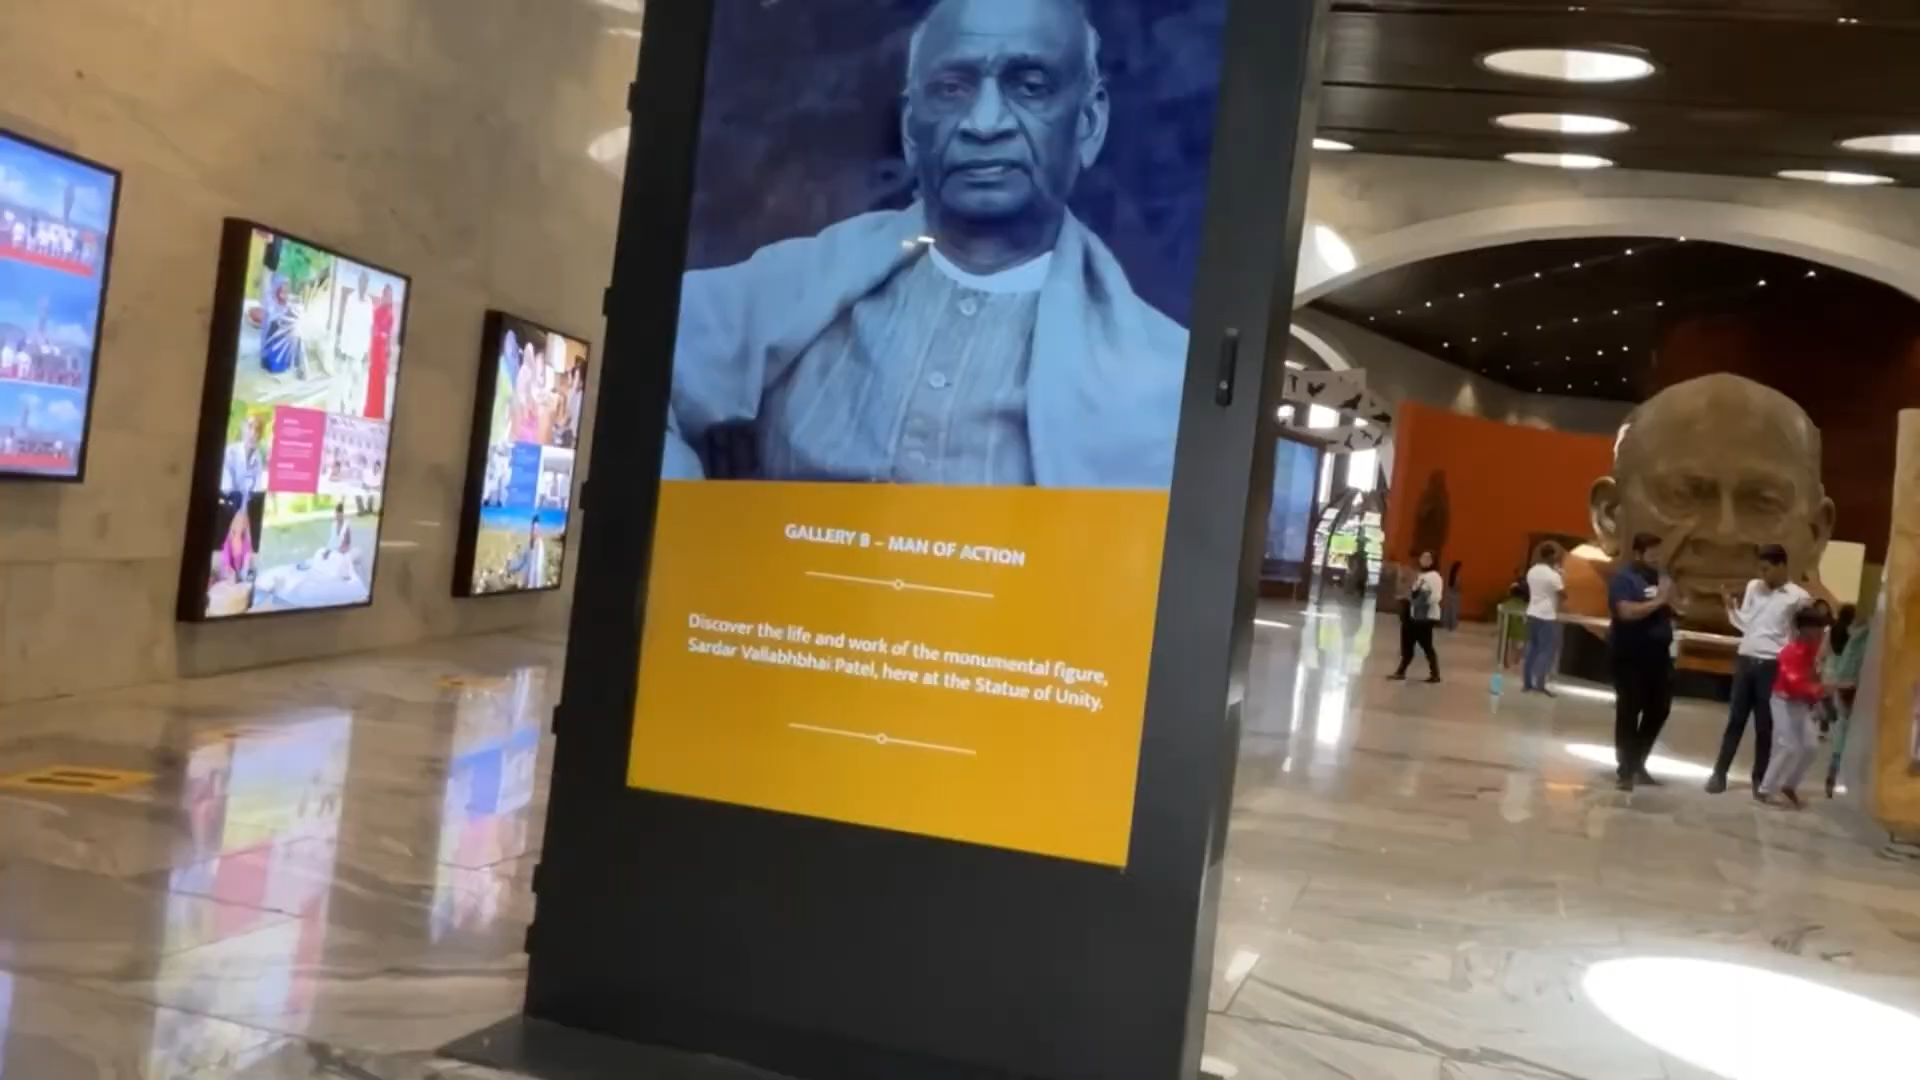 GALLERY B – MAN OF ACTION
Discover the life and work of the monumental figure,
Sardar Vallabhbhai Patel, here at the Statue of Unity.